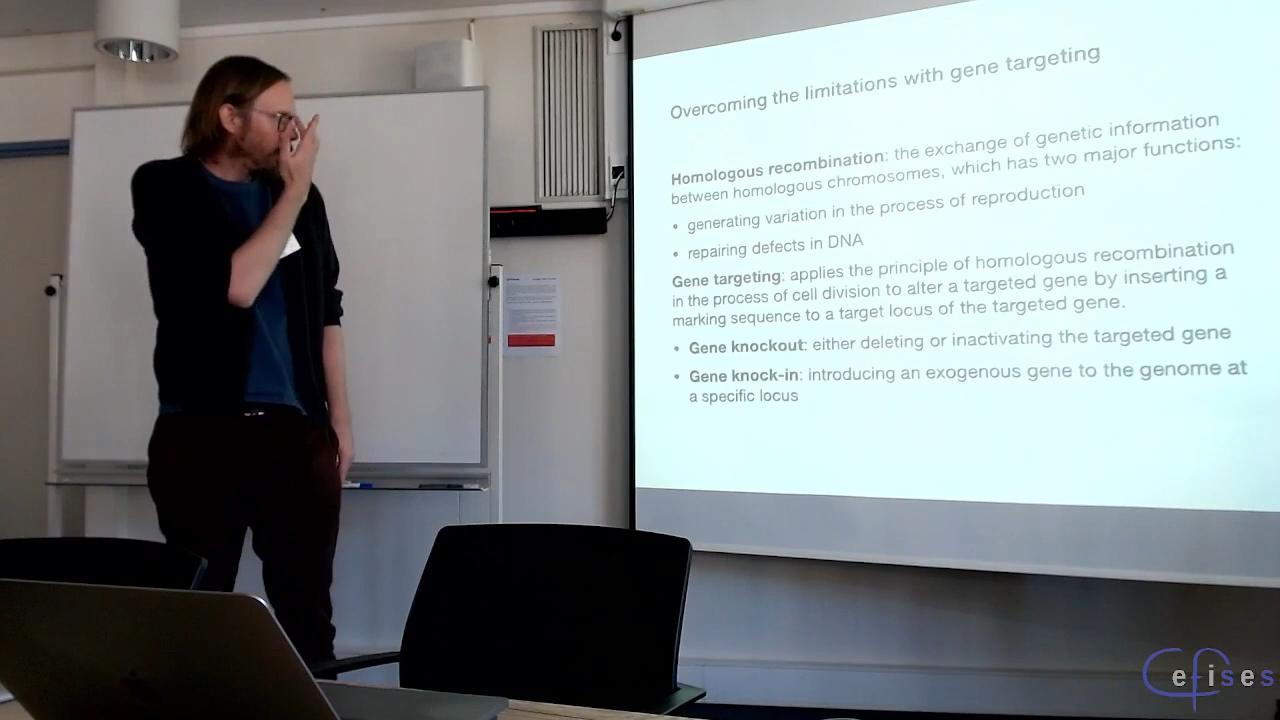 Overcoming the limitations with gene targeting
Homologous recombination: the exchange of genetic information
between homologous chromosomes, which has two major functions:
• generating variation in the process of reproduction
• repairing defects in DNA
Gene targeting: applies the principle of homologous recombination
in the process of cell division to alter a targeted gene by inserting a
marking sequence to a target locus of the targeted gene.
• Gene knockout: either deleting or inactivating the targeted gene
• Gene knock-in: introducing an exogenous gene to the genome at
a specific locus
Cefises